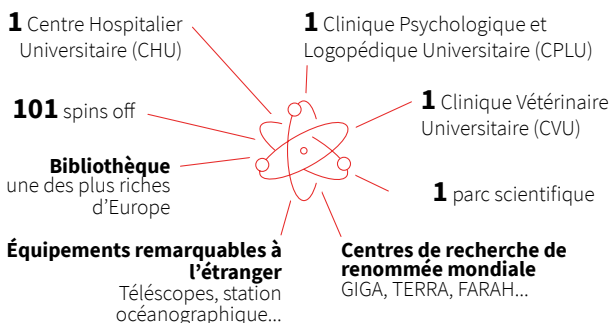 1 Centre Hospitalier
Universitaire (CHU)
1 Clinique Psychologique et
Logopédique Universitaire (CPLU)
101 spins off
1 Clinique Vétérinaire
Universitaire (CVU)
Bibliothèque
une des plus riches
d'Europe
1 parc scientifique
Équipements remarquables à
l'étranger
Téléscopes, station
océanographique...
Centres de recherche de
renommée mondiale
GIGA, TERRA, FARAH...